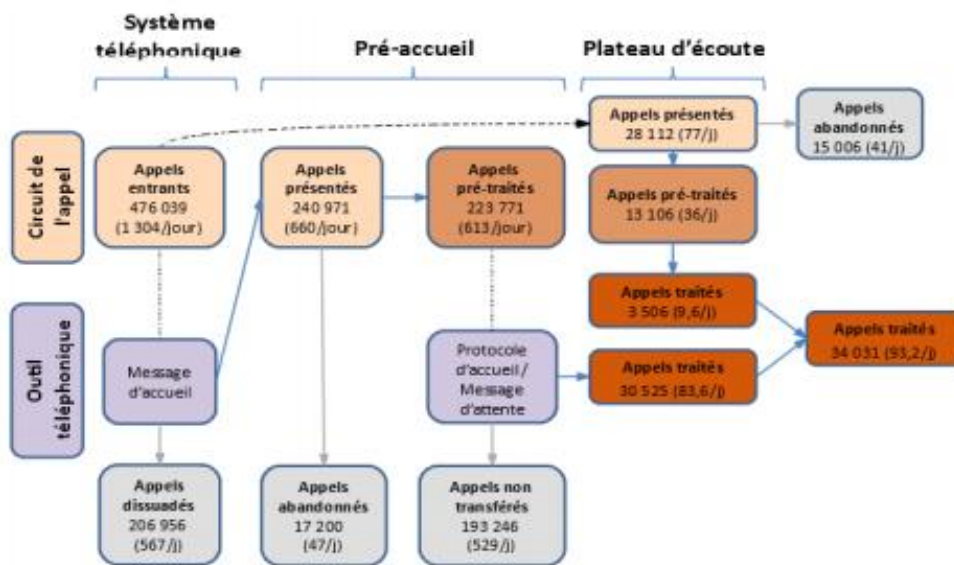 Système
téléphonique
Pré-accueil
Plateau d'écoute
Circuit de
l'appel
Appels
entrants
476 039
(1 304/jour)
Appels
présentés
240 971
(660/jour)
Appels
pré-traités
223 771
(613/jour)
Appels présentés
28 112 (77/j)
Appels
abandonnés
15 006 (41/j)
Appels pré-traités
13 106 (36/j)
Appels traités
3 506 (9,6/j)
Outil
téléphonique
Message
d'accueil
Protocole
d'accueil/
Message
d'attente
Appels traités
30 525 (83,6/j)
Appels traités
34 031 (93,2/j)
Appels
dissuadés
206 956
(567/j)
Appels
abandonnés
17 200
(47/j)
Appels non
transférés
193 246
(529/j)